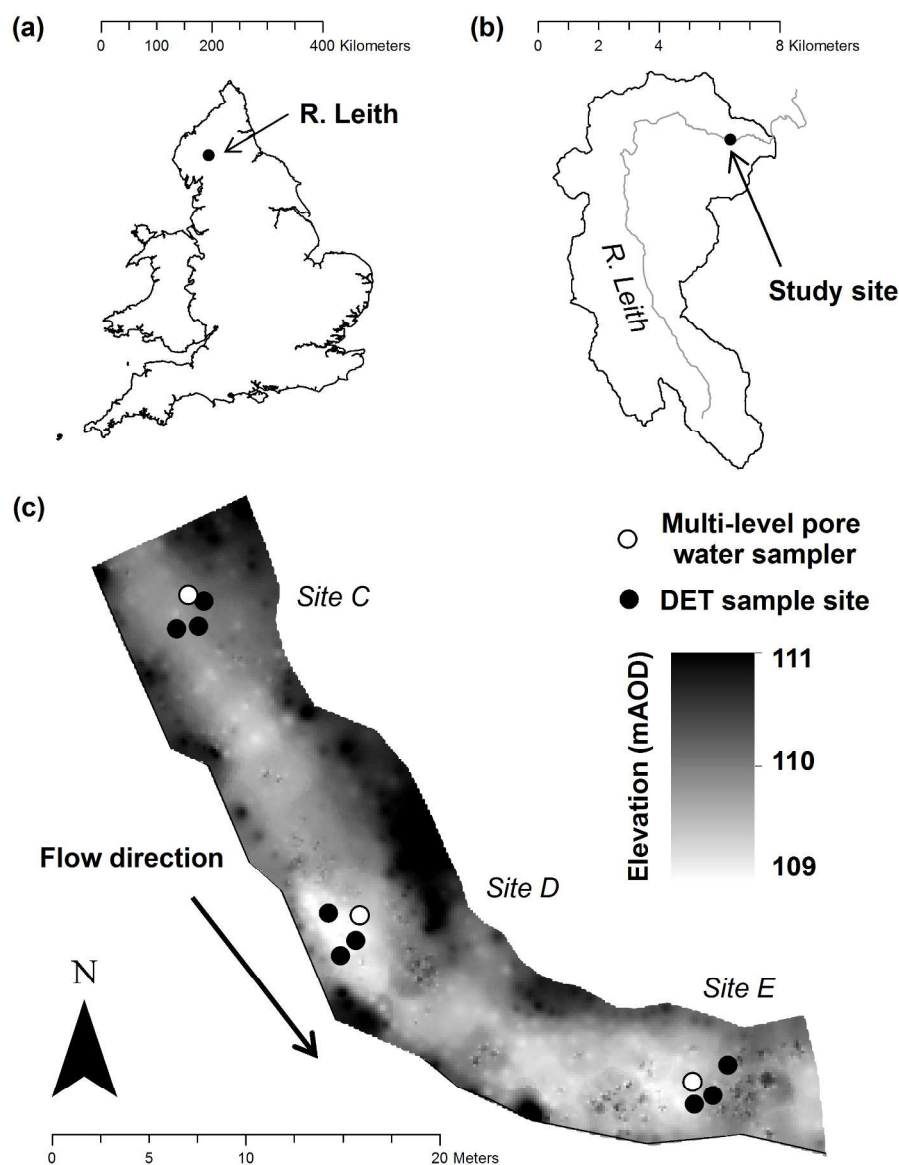 (a)
0 100 200 400 Kilometers
R. Leith
(b)
0 2 4 8 Kilometers
R. Leith
Study site
(c)
Multi-level pore
water sampler
DET sample site
Site C
Elevation (mAOD)
111
110
109
Flow direction
Site D
N
Site E
0 5 10 20 Meters